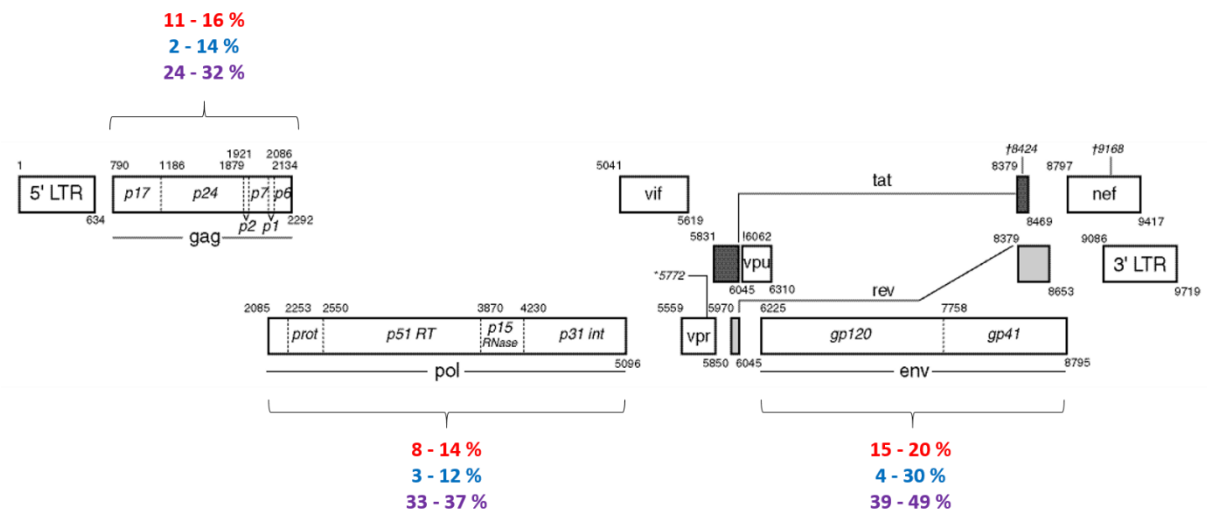 11 - 16 %
2 - 14 %
24 - 32 %
1921 2086
†8424 †9168
1 790 1186 1879 2134 5041 8379 8797
5' LTR p17 p24 p7 p6 vif tat nef
634 p2 p1 2292 5619 8469 9417
gag
5831 !6062 8379 9086
*5772 vpu 3' LTR
6045 6310 rev 8653 9719
2085 2253 2550 3870 4230 5559 5970 6225 7758
prot p51 RT p15 RNase p31 int vpr gp120 gp41
5096 5850 6045 8795
pol env
8 - 14 % 15 - 20 %
3 - 12 % 4 - 30 %
33 - 37 % 39 - 49 %